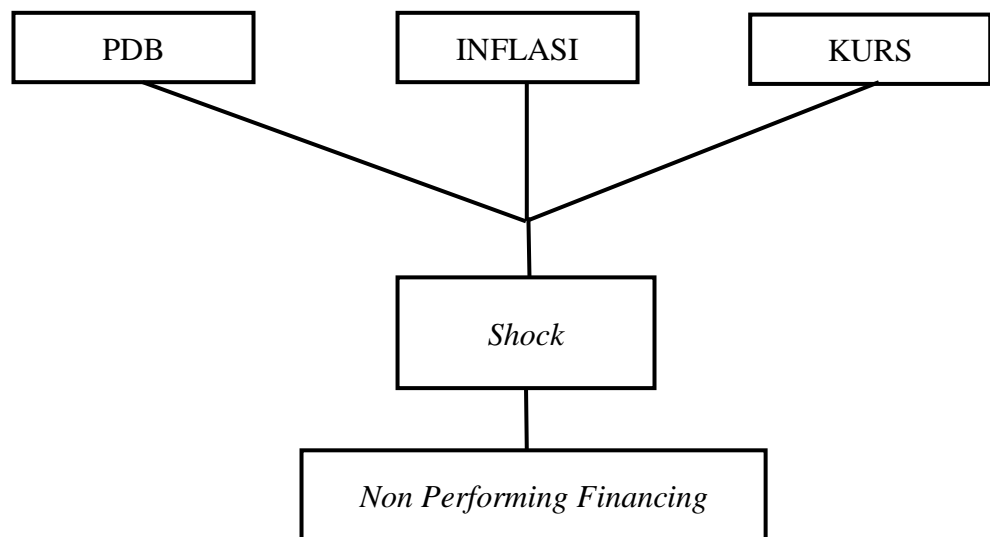 PDB
INFLASI
KURS
Shock
Non Performing Financing